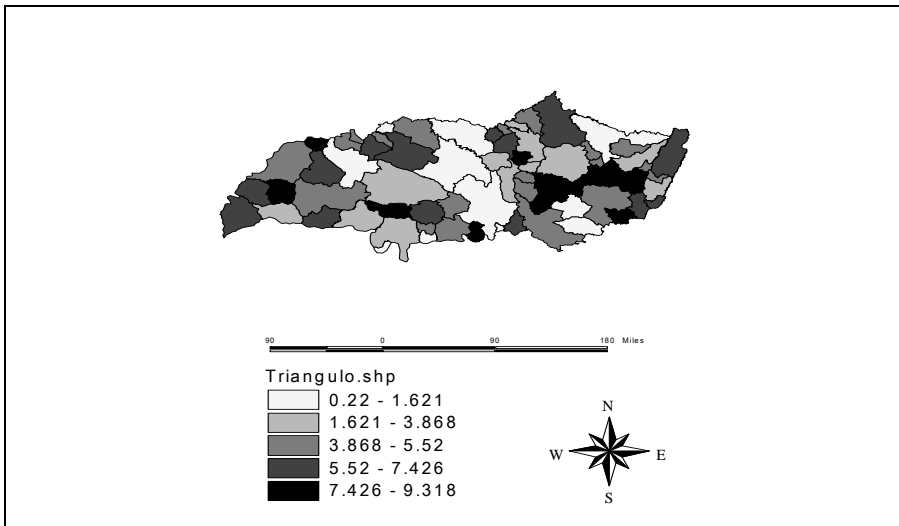 90 0 90 180 Miles
Triangulo.shp
0.22 - 1.621
1.621 - 3.868
3.868 - 5.52
5.52 - 7.426
7.426 - 9.318
N
W E
S